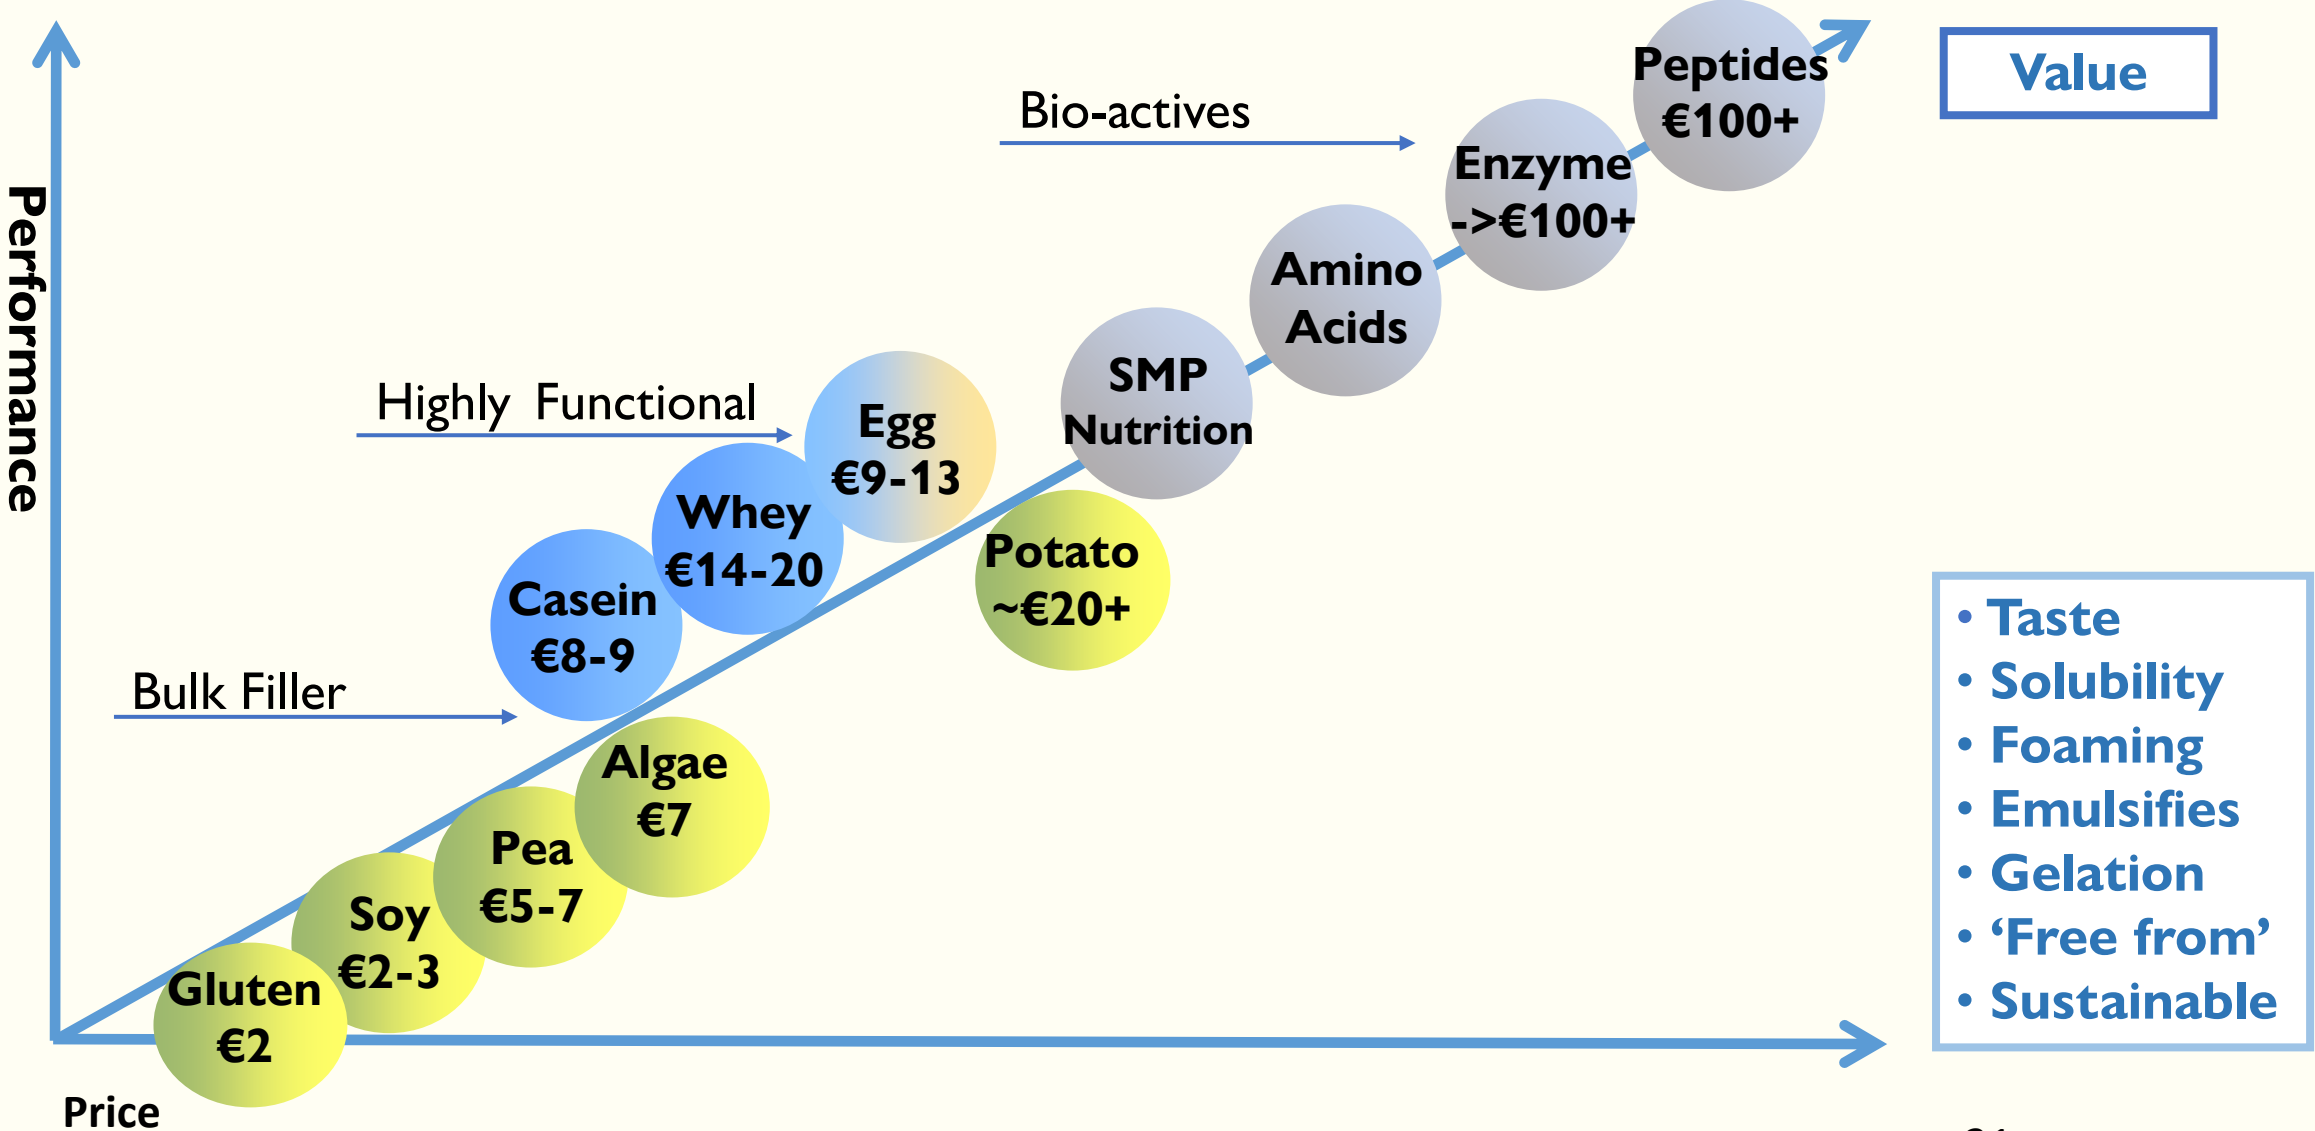 Performance
Price
Bulk Filler
Highly Functional
Bio-actives
Gluten
€2
Soy
€2-3
Pea
€5-7
Algae
€7
Casein
€8-9
Whey
€14-20
Egg
€9-13
Potato
~€20+
SMP
Nutrition
Amino
Acids
Enzyme
->€100+
Peptides
€100+
Value
• Taste
• Solubility
• Foaming
• Emulsifies
• Gelation
• ‘Free from’
• Sustainable